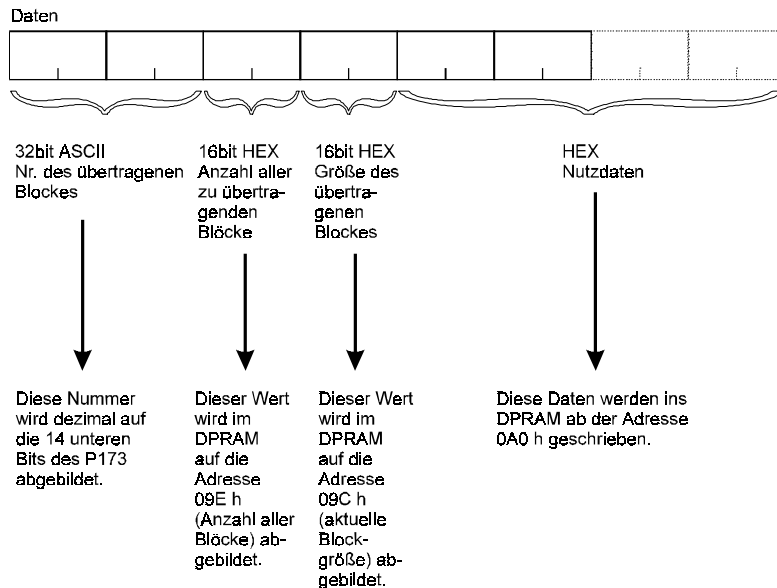 Daten
32bit ASCII
Nr. des übertragenen
Blockes
16bit HEX
Anzahl aller
zu übertra-
genden
Blöcke
16bit HEX
Größe des
übertra-
genen
Blockes
HEX
Nutzdaten
Diese Nummer
wird dezimal auf
die 14 unteren
Bits des P173
abgebildet.
Dieser Wert
wird im
DPRAM
auf die
Adresse
09E h
(Anzahl aller
Blöcke) ab-
gebildet.
Dieser Wert
wird im
DPRAM
auf die
Adresse
09C h
(aktuelle
Block-
größe) ab-
gebildet.
Diese Daten werden ins
DPRAM ab der Adresse
0A0 h geschrieben.